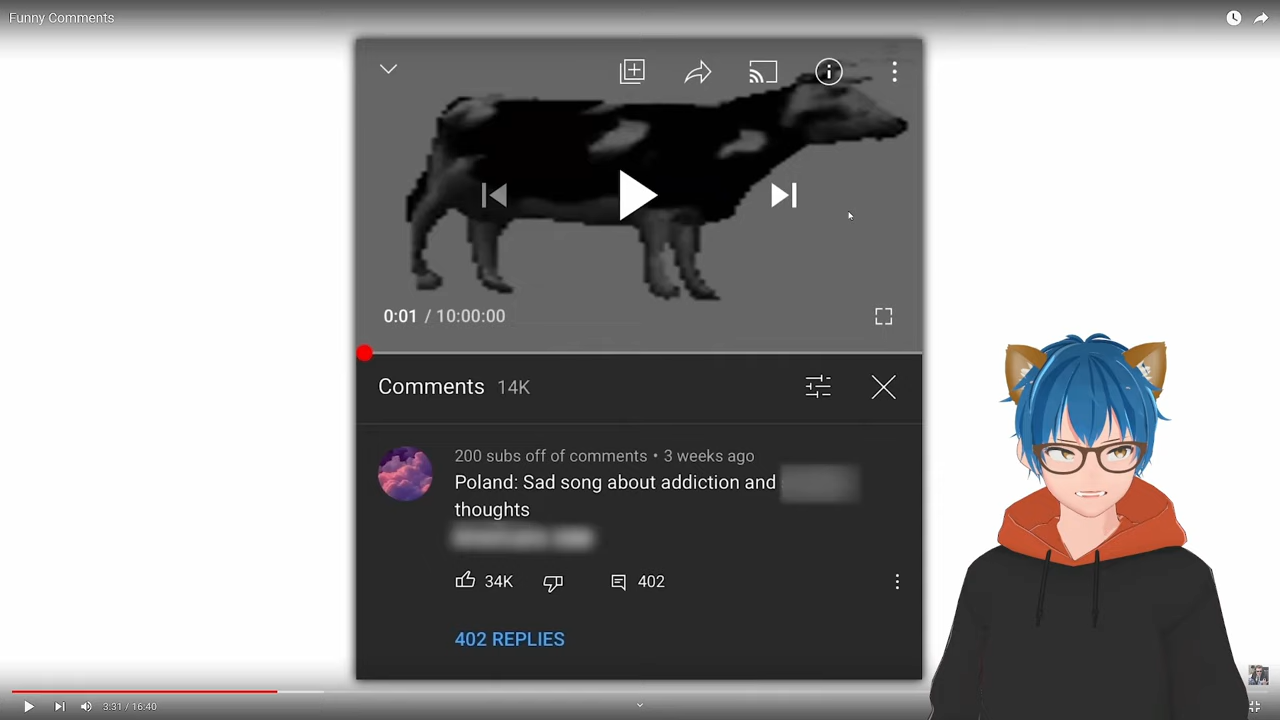 Funny Comments
0:01 / 10:00:00
Comments 14K
200 subs off of comments • 3 weeks ago
Poland: Sad song about addiction and
thoughts
34K 402
402 REPLIES
3:31 / 16:40